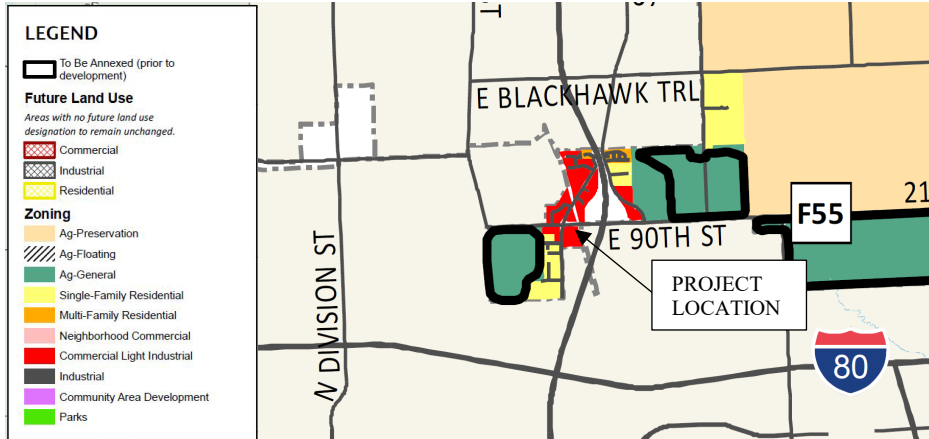 LEGEND
To Be Annexed (prior to
development)
Future Land Use
Areas with no future land use
designation to remain unchanged.
Commercial
Industrial
Residential
Zoning
Ag-Preservation
Ag-Floating
Ag-General
Single-Family Residential
Multi-Family Residential
Neighborhood Commercial
Commercial Light Industrial
Industrial
Community Area Development
Parks
ST
E BLACKHAWK TRL
N DIVISION ST
E 90TH ST
F55
21
PROJECT
LOCATION
80